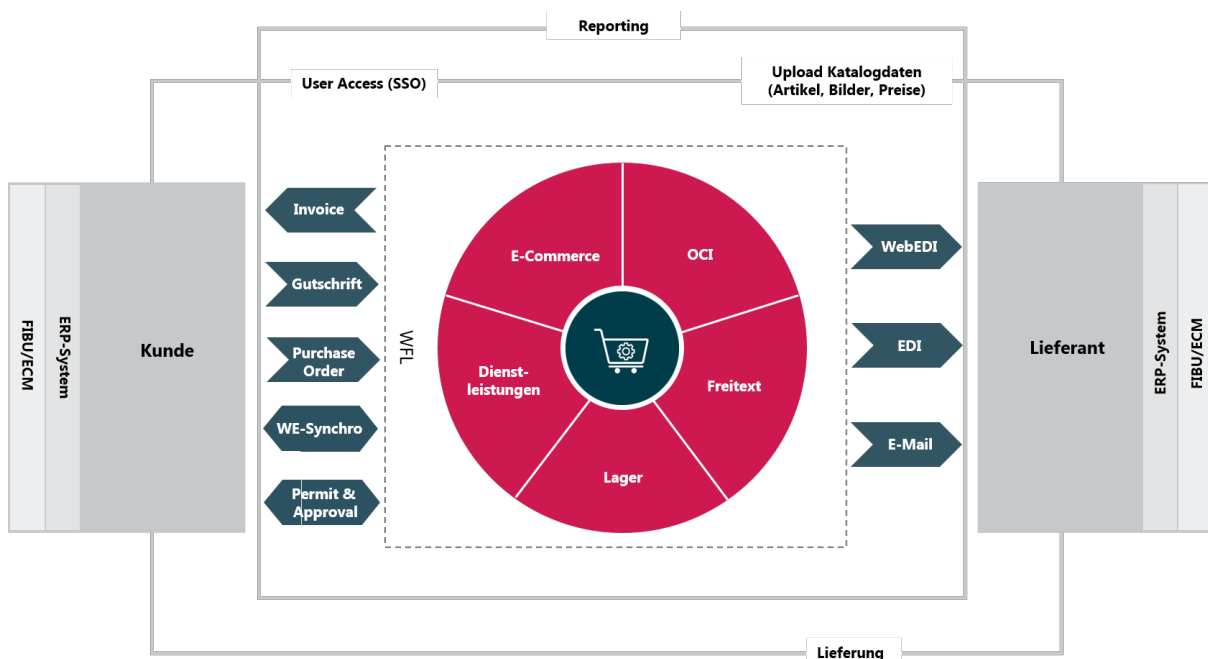 Reporting
User Access (SSO)
Upload Katalogdaten
(Artikel, Bilder, Preise)
FIBU/ECM
ERP-System
Kunde
Invoice
Gutschrift
Purchase
Order
WE-Synchro
Permit &
Approval
WFL
E-Commerce
OCI
Dienst-
leistungen
Freitext
Lager
WebEDI
EDI
E-Mail
Lieferant
ERP-System
FIBU/ECM
Lieferung